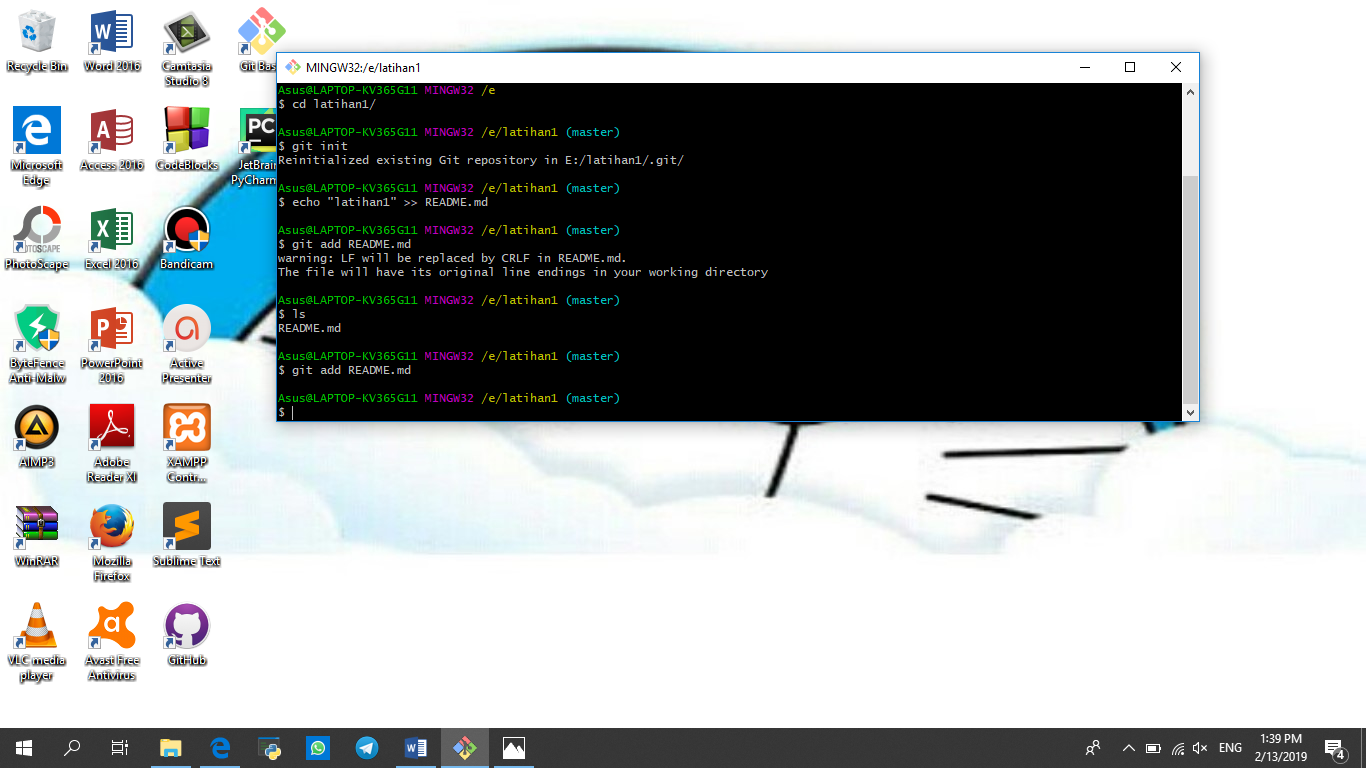 Recycle Bin
Word 2016
Camtasia
Studio 8
Git Bas
Microsoft
Edge
Access 2016
CodeBlocks
PC
JetBrain
PyCharm
PHOTOSCAPE
PhotoScape
Excel 2016
Bandicam
ByteFence
Anti-Malw
PowerPoint
2016
Active
Presenter
AIMP3
Adobe
Reader XI
XAMPP
Contr...
WinRAR
Mozilla
Firefox
Sublime Text
VLC media
player
Avast Free
Antivirus
GitHub
MINGW32:/e/latihan1
Asus@LAPTOP-KV365G11 MINGW32 /e
$ cd latihan1/
Asus@LAPTOP-KV365G11 MINGW32 /e/latihan1 (master)
$ git init
Reinitialized existing Git repository in E:/latihan1/.git/
Asus@LAPTOP-KV365G11 MINGW32 /e/latihan1 (master)
$ echo "latihan1" >> README.md
Asus@LAPTOP-KV365G11 MINGW32 /e/latihan1 (master)
$ git add README.md
warning: LF will be replaced by CRLF in README.md.
The file will have its original line endings in your working directory
Asus@LAPTOP-KV365G11 MINGW32 /e/latihan1 (master)
$ ls
README.md
Asus@LAPTOP-KV365G11 MINGW32 /e/latihan1 (master)
$ git add README.md
Asus@LAPTOP-KV365G11 MINGW32 /e/latihan1 (master)
$
ENG
1:39 PM
2/13/2019
4